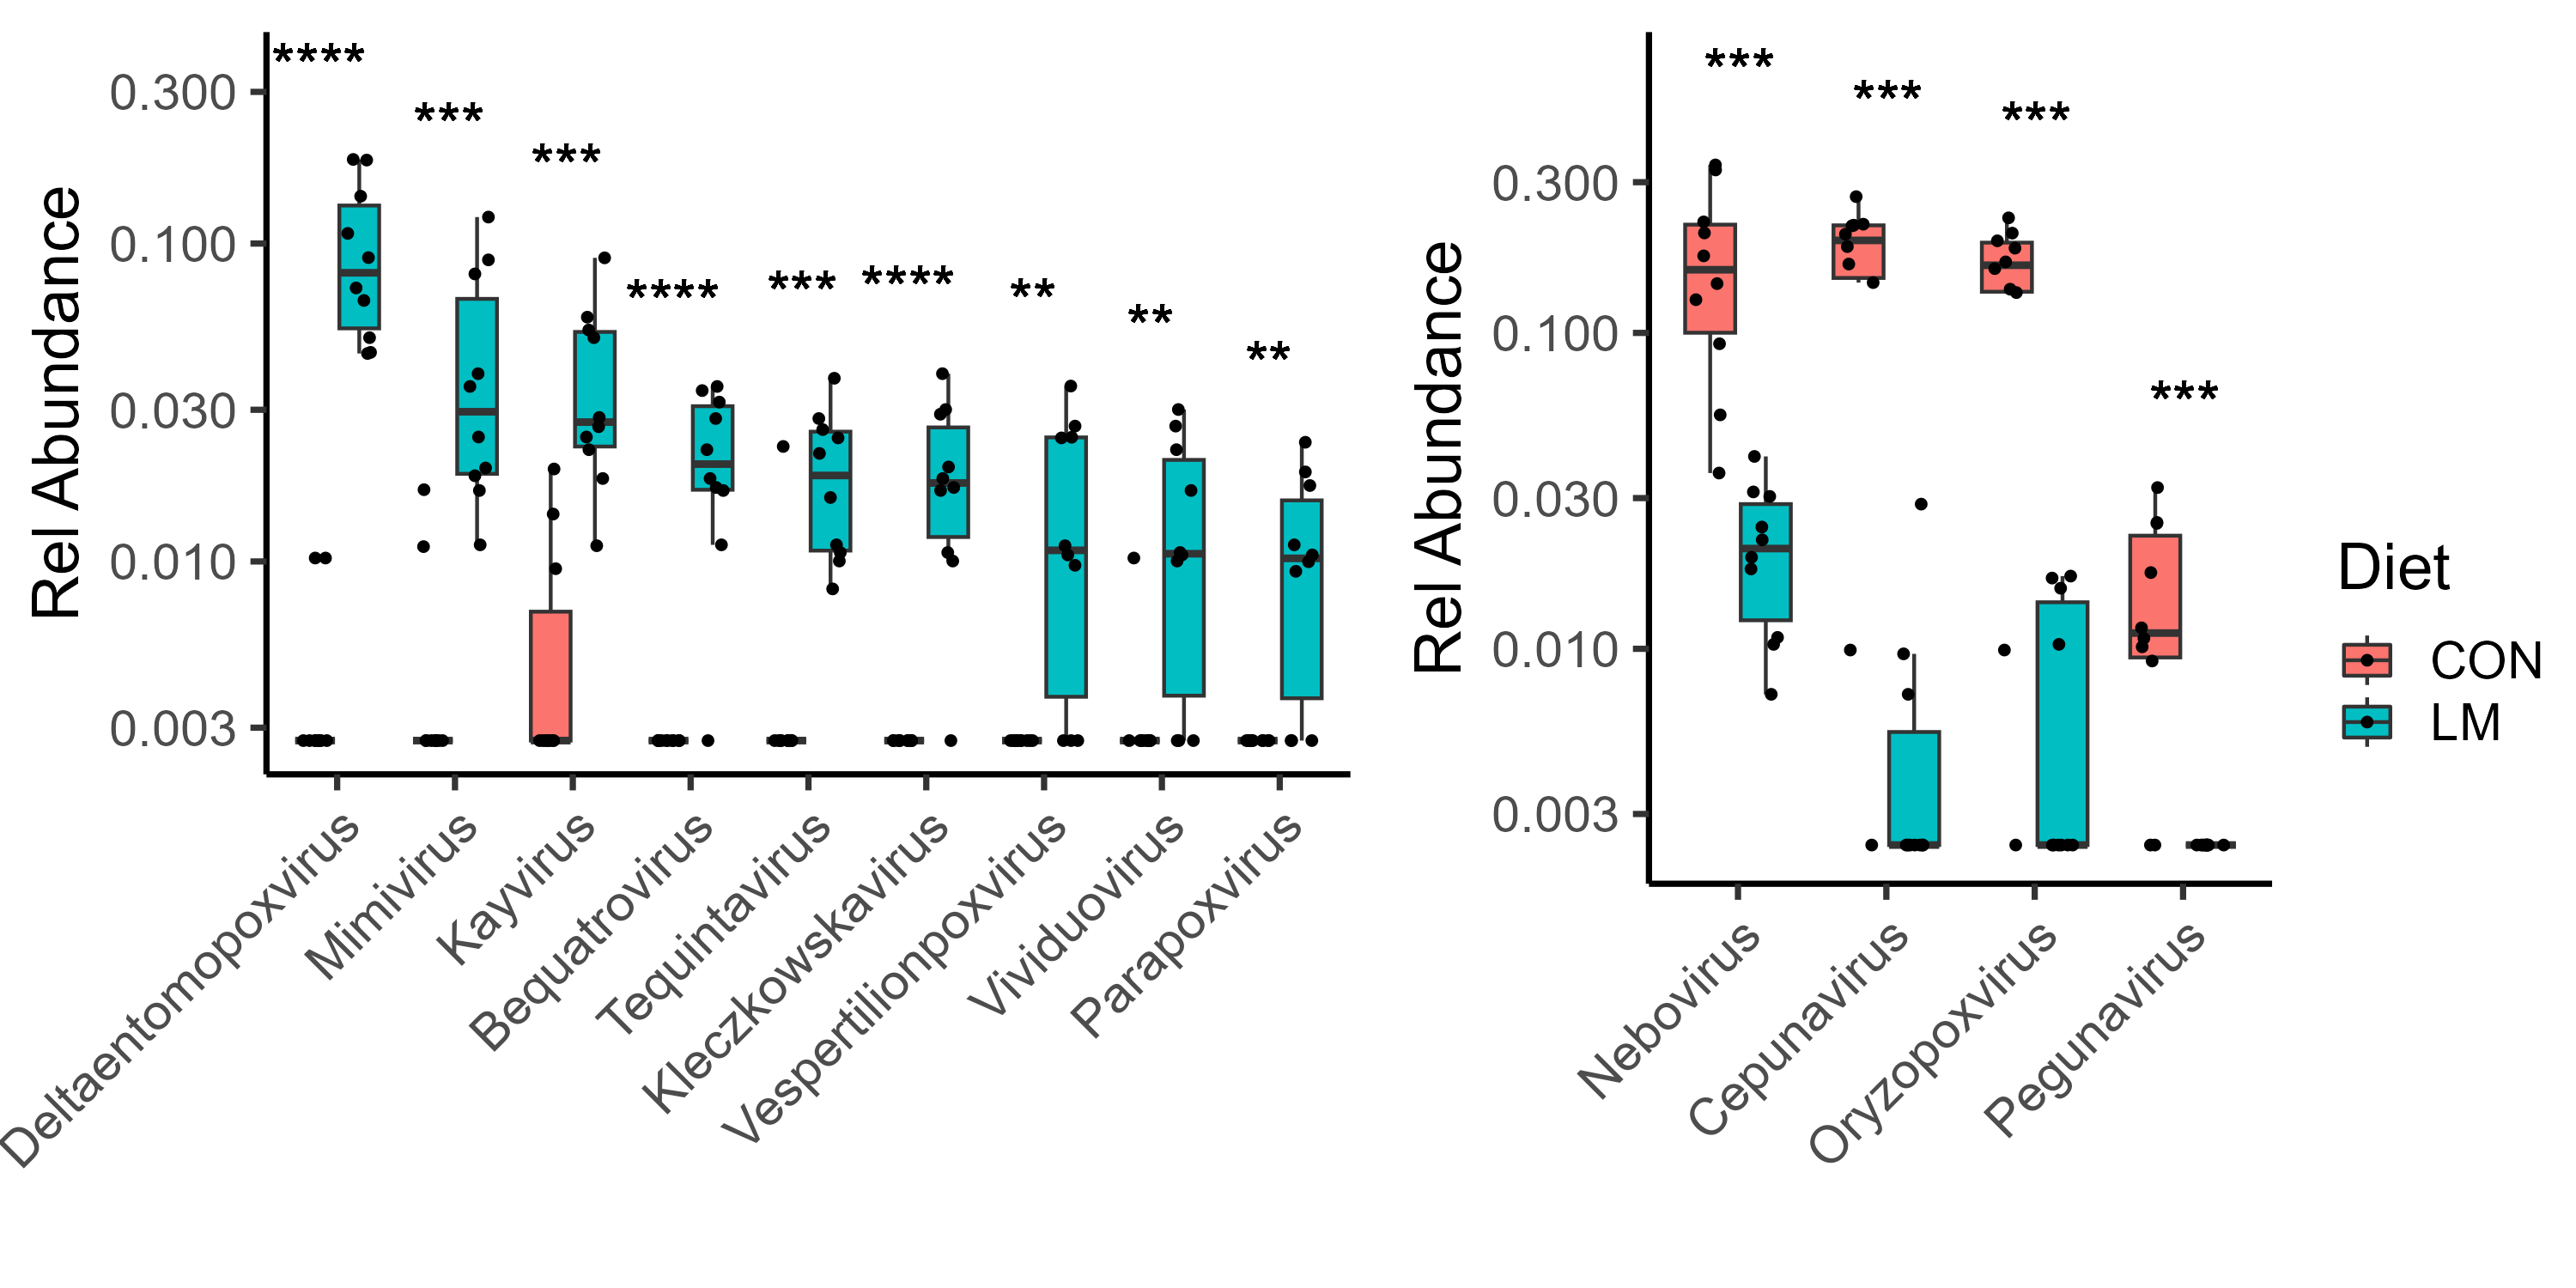 Rel Abundance
0.300
0.100
0.030
0.010
0.003
****
***
***
****
***
****
**
**
**
Deltaentomopoxvirus
Mimivirus
Kayvirus
Bequatrovirus
Tequintavirus
Kleczkowskavirus
Vespertilionpoxvirus
Vividuovirus
Parapoxvirus
Rel Abundance
0.300
0.100
0.030
0.010
0.003
***
***
***
***
Nebovirus
Cepunavirus
Oryzopoxvirus
Pegunavirus
Diet
CON
LM